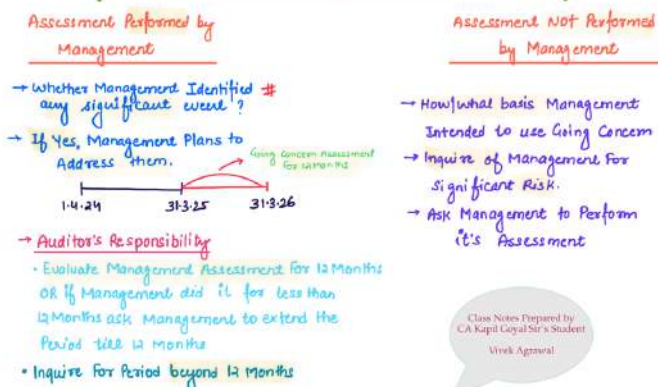 Assessment Performed by
Management
→ Whether Management Identified #
any significant event?
→ If Yes, Management Plans to
Address them.
Going Concern Assessment
For 12 Months
1.4.24 31.3.25 31.3.26
→ Auditor's Responsibility
• Evaluate Management Assessment For 12 Months
OR if Management did it for less than
12 Months ask Management to extend the
Period till 12 Months
• Inquire For Period beyond 12 Months
Assessment NOT Performed
by Management
→ How/what basis Management
Intended to use Going Concern
→ Inquire of Management For
Significant Risk.
→ Ask Management to Perform
it's Assessment
Class Notes Prepared by
CA Kapil Goyal Sir's Student
Vivek Agrawal